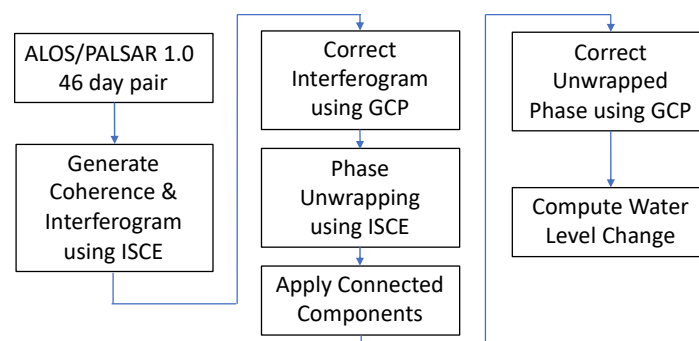 ALOS/PALSAR 1.0
46 day pair
Generate
Coherence &
Interferogram
using ISCE
Correct
Interferogram
using GCP
Phase
Unwrapping
using ISCE
Apply Connected
Components
Correct
Unwrapped
Phase using GCP
Compute Water
Level Change